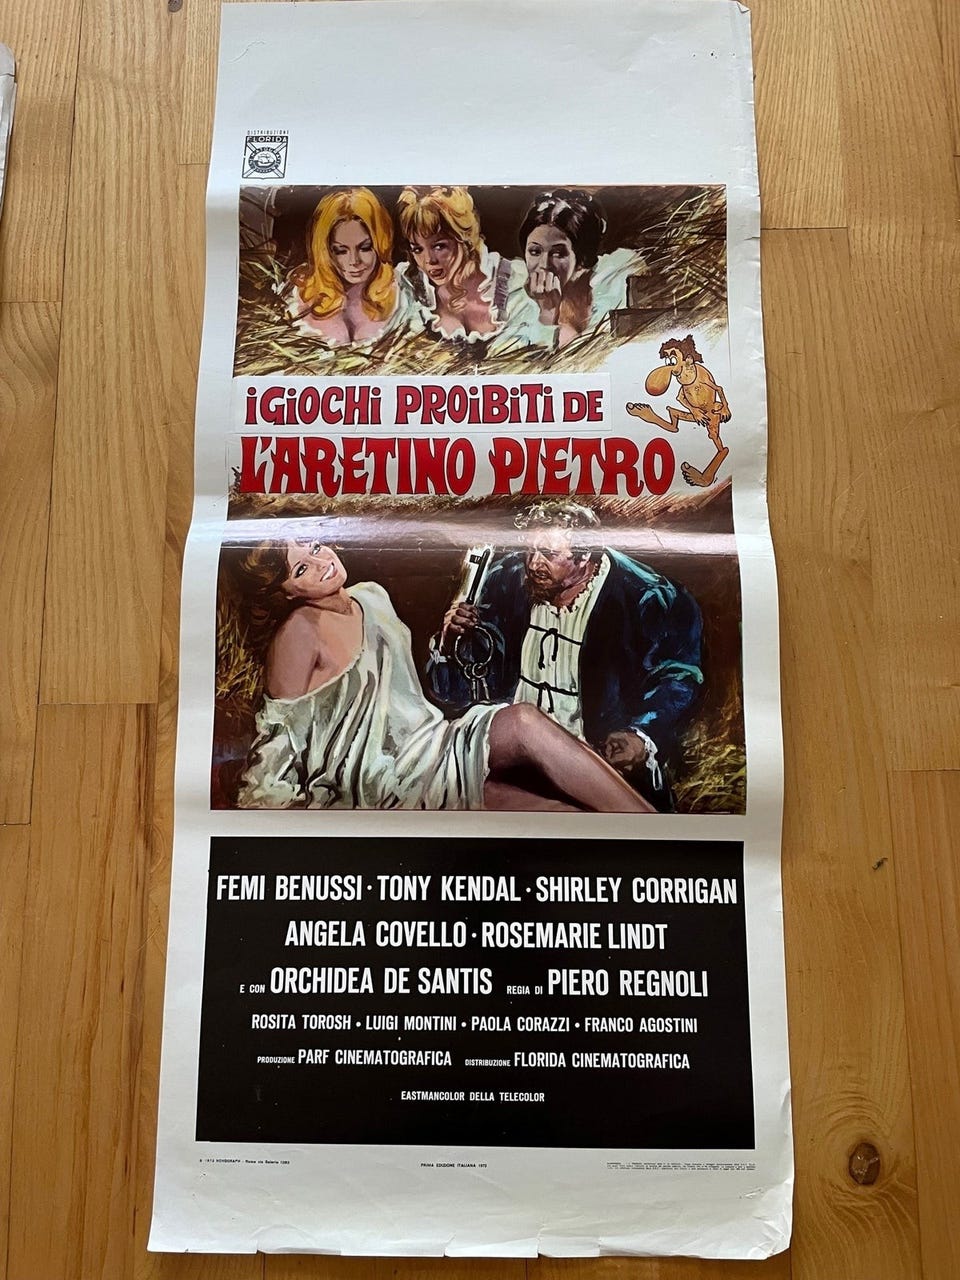 DISTRIBUZIONE
FLORIDA
iGiOCHi PROiBiTi DE
L'ARETINO PIETRO
FEMI BENUSSI · TONY KENDAL · SHIRLEY CORRIGAN
ANGELA COVELLO · ROSEMARIE LINDT
E CON ORCHIDEA DE SANTIS REGIA DI PIERO REGNOLI
ROSITA TOROSH • LUIGI MONTINI • PAOLA CORAZZI • FRANCO AGOSTINI
PRODUZIONE PARF CINEMATOGRAFICA DISTRIBUZIONE FLORIDA CINEMATOGRAFICA
EASTMANCOLOR DELLA TELECOLOR
PRIMA EDIZIONE ITALIANA 1972